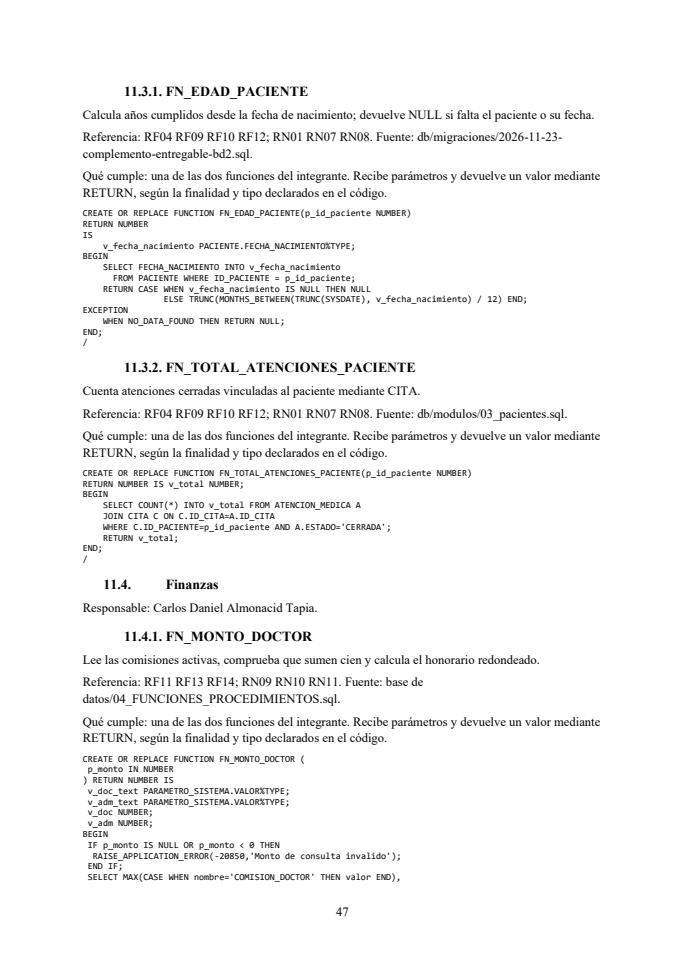 11.3.1. FN_EDAD_PACIENTE
Calcula años cumplidos desde la fecha de nacimiento; devuelve NULL si falta el paciente o su fecha.
Referencia: RF04 RF09 RF10 RF12; RN01 RN07 RN08. Fuente: db/migraciones/2026-11-23-
complemento-entregable-bd2.sql.
Qué cumple: una de las dos funciones del integrante. Recibe parámetros y devuelve un valor mediante
RETURN, según la finalidad y tipo declarados en el código.
CREATE OR REPLACE FUNCTION FN_EDAD_PACIENTE(p_id_paciente NUMBER)
RETURN NUMBER
IS
    v_fecha_nacimiento PACIENTE.FECHA_NACIMIENTO%TYPE;
BEGIN
    SELECT FECHA_NACIMIENTO INTO v_fecha_nacimiento
      FROM PACIENTE WHERE ID_PACIENTE = p_id_paciente;
    RETURN CASE WHEN v_fecha_nacimiento IS NULL THEN NULL
                ELSE TRUNC(MONTHS_BETWEEN(TRUNC(SYSDATE), v_fecha_nacimiento) / 12) END;
EXCEPTION
    WHEN NO_DATA_FOUND THEN RETURN NULL;
END;
/
11.3.2. FN_TOTAL_ATENCIONES_PACIENTE
Cuenta atenciones cerradas vinculadas al paciente mediante CITA.
Referencia: RF04 RF09 RF10 RF12; RN01 RN07 RN08. Fuente: db/modulos/03_pacientes.sql.
Qué cumple: una de las dos funciones del integrante. Recibe parámetros y devuelve un valor mediante
RETURN, según la finalidad y tipo declarados en el código.
CREATE OR REPLACE FUNCTION FN_TOTAL_ATENCIONES_PACIENTE(p_id_paciente NUMBER)
RETURN NUMBER IS v_total NUMBER;
BEGIN
    SELECT COUNT(*) INTO v_total FROM ATENCION_MEDICA A
    JOIN CITA C ON C.ID_CITA=A.ID_CITA
    WHERE C.ID_PACIENTE=p_id_paciente AND A.ESTADO='CERRADA';
    RETURN v_total;
END;
/
11.4. Finanzas
Responsable: Carlos Daniel Almonacid Tapia.
11.4.1. FN_MONTO_DOCTOR
Lee las comisiones activas, comprueba que sumen cien y calcula el honorario redondeado.
Referencia: RF11 RF13 RF14; RN09 RN10 RN11. Fuente: base de
datos/04_FUNCIONES_PROCEDIMIENTOS.sql.
Qué cumple: una de las dos funciones del integrante. Recibe parámetros y devuelve un valor mediante
RETURN, según la finalidad y tipo declarados en el código.
CREATE OR REPLACE FUNCTION FN_MONTO_DOCTOR (
 p_monto IN NUMBER
) RETURN NUMBER IS
 v_doc_text PARAMETRO_SISTEMA.VALOR%TYPE;
 v_adm_text PARAMETRO_SISTEMA.VALOR%TYPE;
 v_doc NUMBER;
 v_adm NUMBER;
BEGIN
 IF p_monto IS NULL OR p_monto < 0 THEN
  RAISE_APPLICATION_ERROR(-20850,'Monto de consulta invalido');
 END IF;
 SELECT MAX(CASE WHEN nombre='COMISION_DOCTOR' THEN valor END),
47